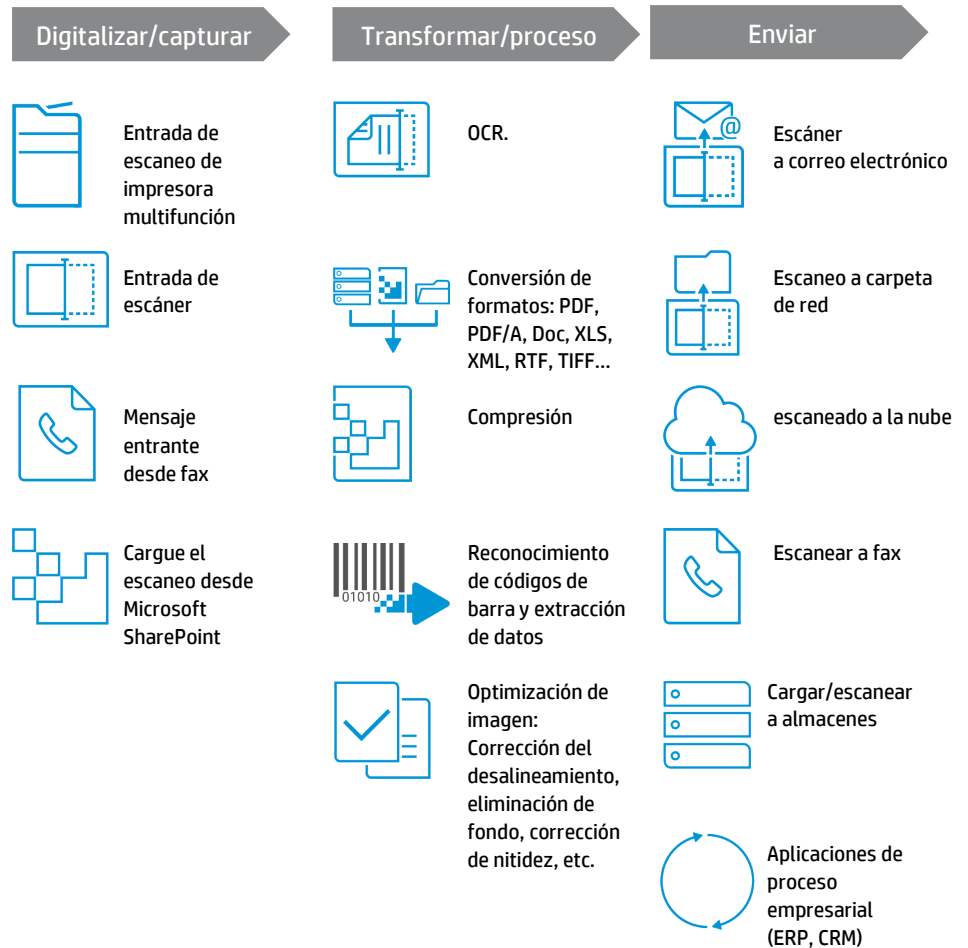 Digitalizar/capturar
Transformar/proceso
Enviar
Entrada de
escaneo de
impresora
multifunción
Entrada de
escáner
Mensaje
entrante
desde fax
Cargue el
escaneo desde
Microsoft
SharePoint
OCR.
Conversión de
formatos: PDF,
PDF/A, Doc, XLS,
XML, RTF, TIFF...
Compresión
01010
Reconocimiento
de códigos de
barra y extracción
de datos
Optimización de
imagen:
Corrección del
desalineamiento,
eliminación de
fondo, corrección
de nitidez, etc.
@
Escáner
a correo electrónico
Escaneo a carpeta
de red
escaneado a la nube
Escanear a fax
Cargar/escanear
a almacenes
Aplicaciones de
proceso
empresarial
(ERP, CRM)